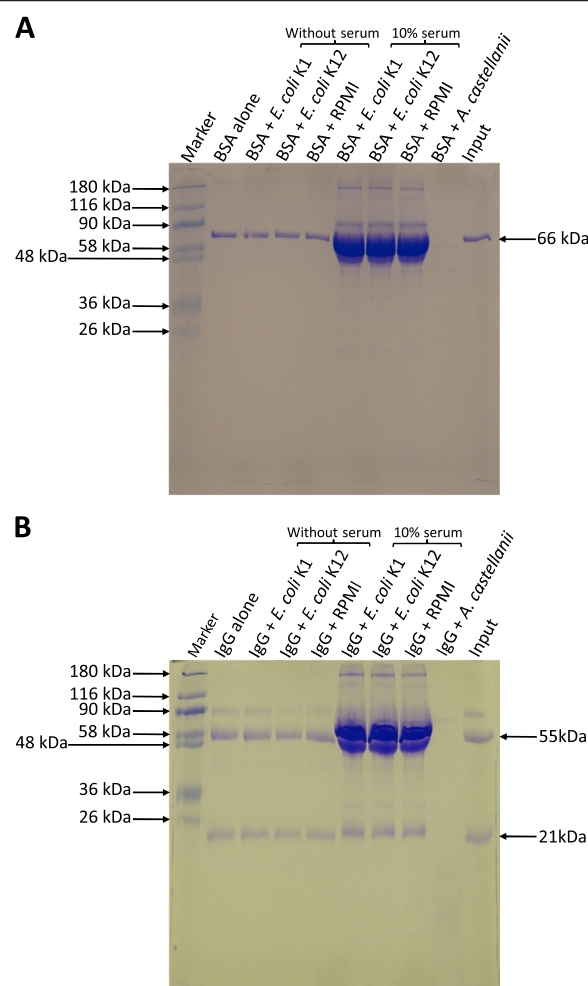 A
Without serum 10% serum
Marker
BSA alone
BSA + E. coli K1
BSA + E. coli K12
BSA + RPMI
BSA + E. coli K1
BSA + E. coli K12
BSA + RPMI
BSA + A. castellanii
Input
180 kDa
116 kDa
90 kDa
58 kDa
48 kDa
36 kDa
26 kDa
66 kDa
B
Without serum 10% serum
Marker
IgG alone
IgG + E. coli K1
IgG + E. coli K12
IgG + RPMI
IgG + E. coli K1
IgG + E. coli K12
IgG + RPMI
IgG + A. castellanii
Input
180 kDa
116 kDa
90 kDa
58 kDa
48 kDa
36 kDa
26 kDa
55kDa
21kDa